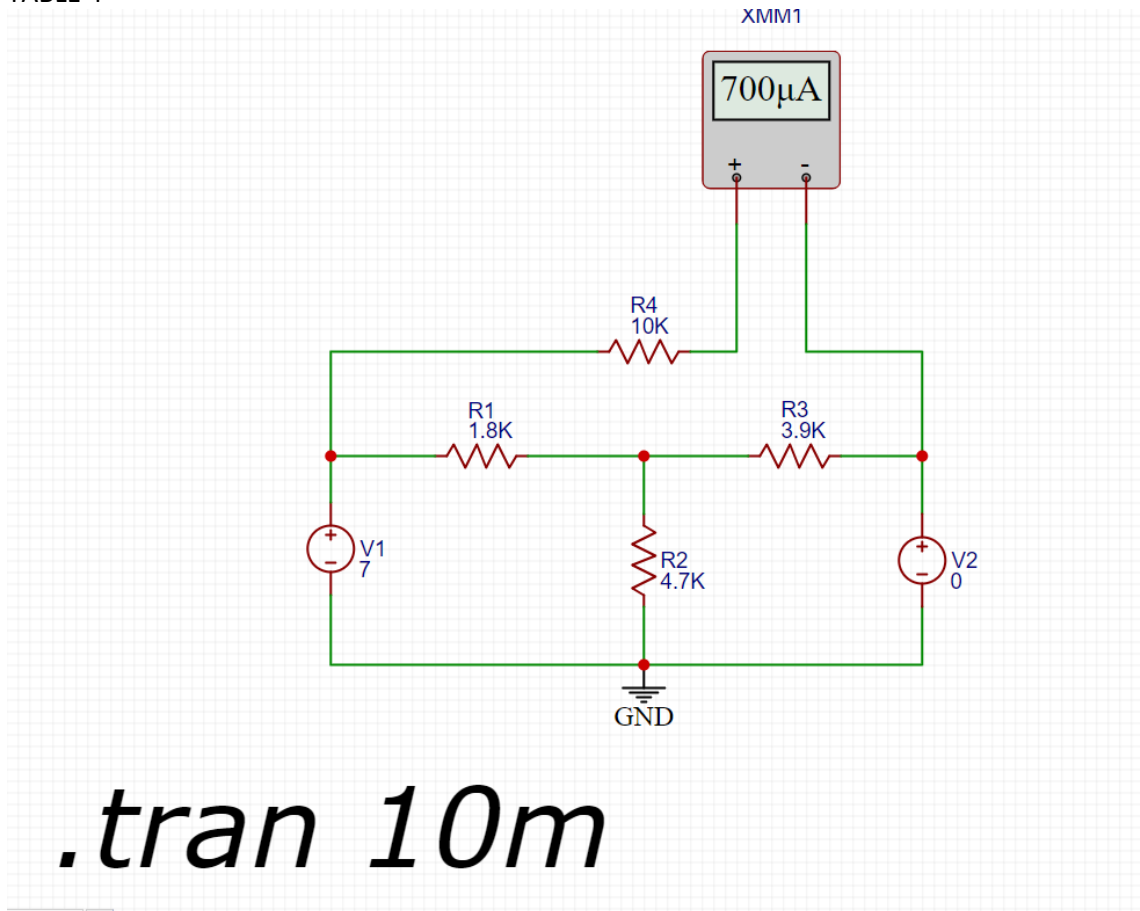 XMM1
700µA
+ -
R4
10K
R1
1.8K
R3
3.9K
+
V1
7
-
R2
4.7K
+
V2
0
-
GND
.tran 10m